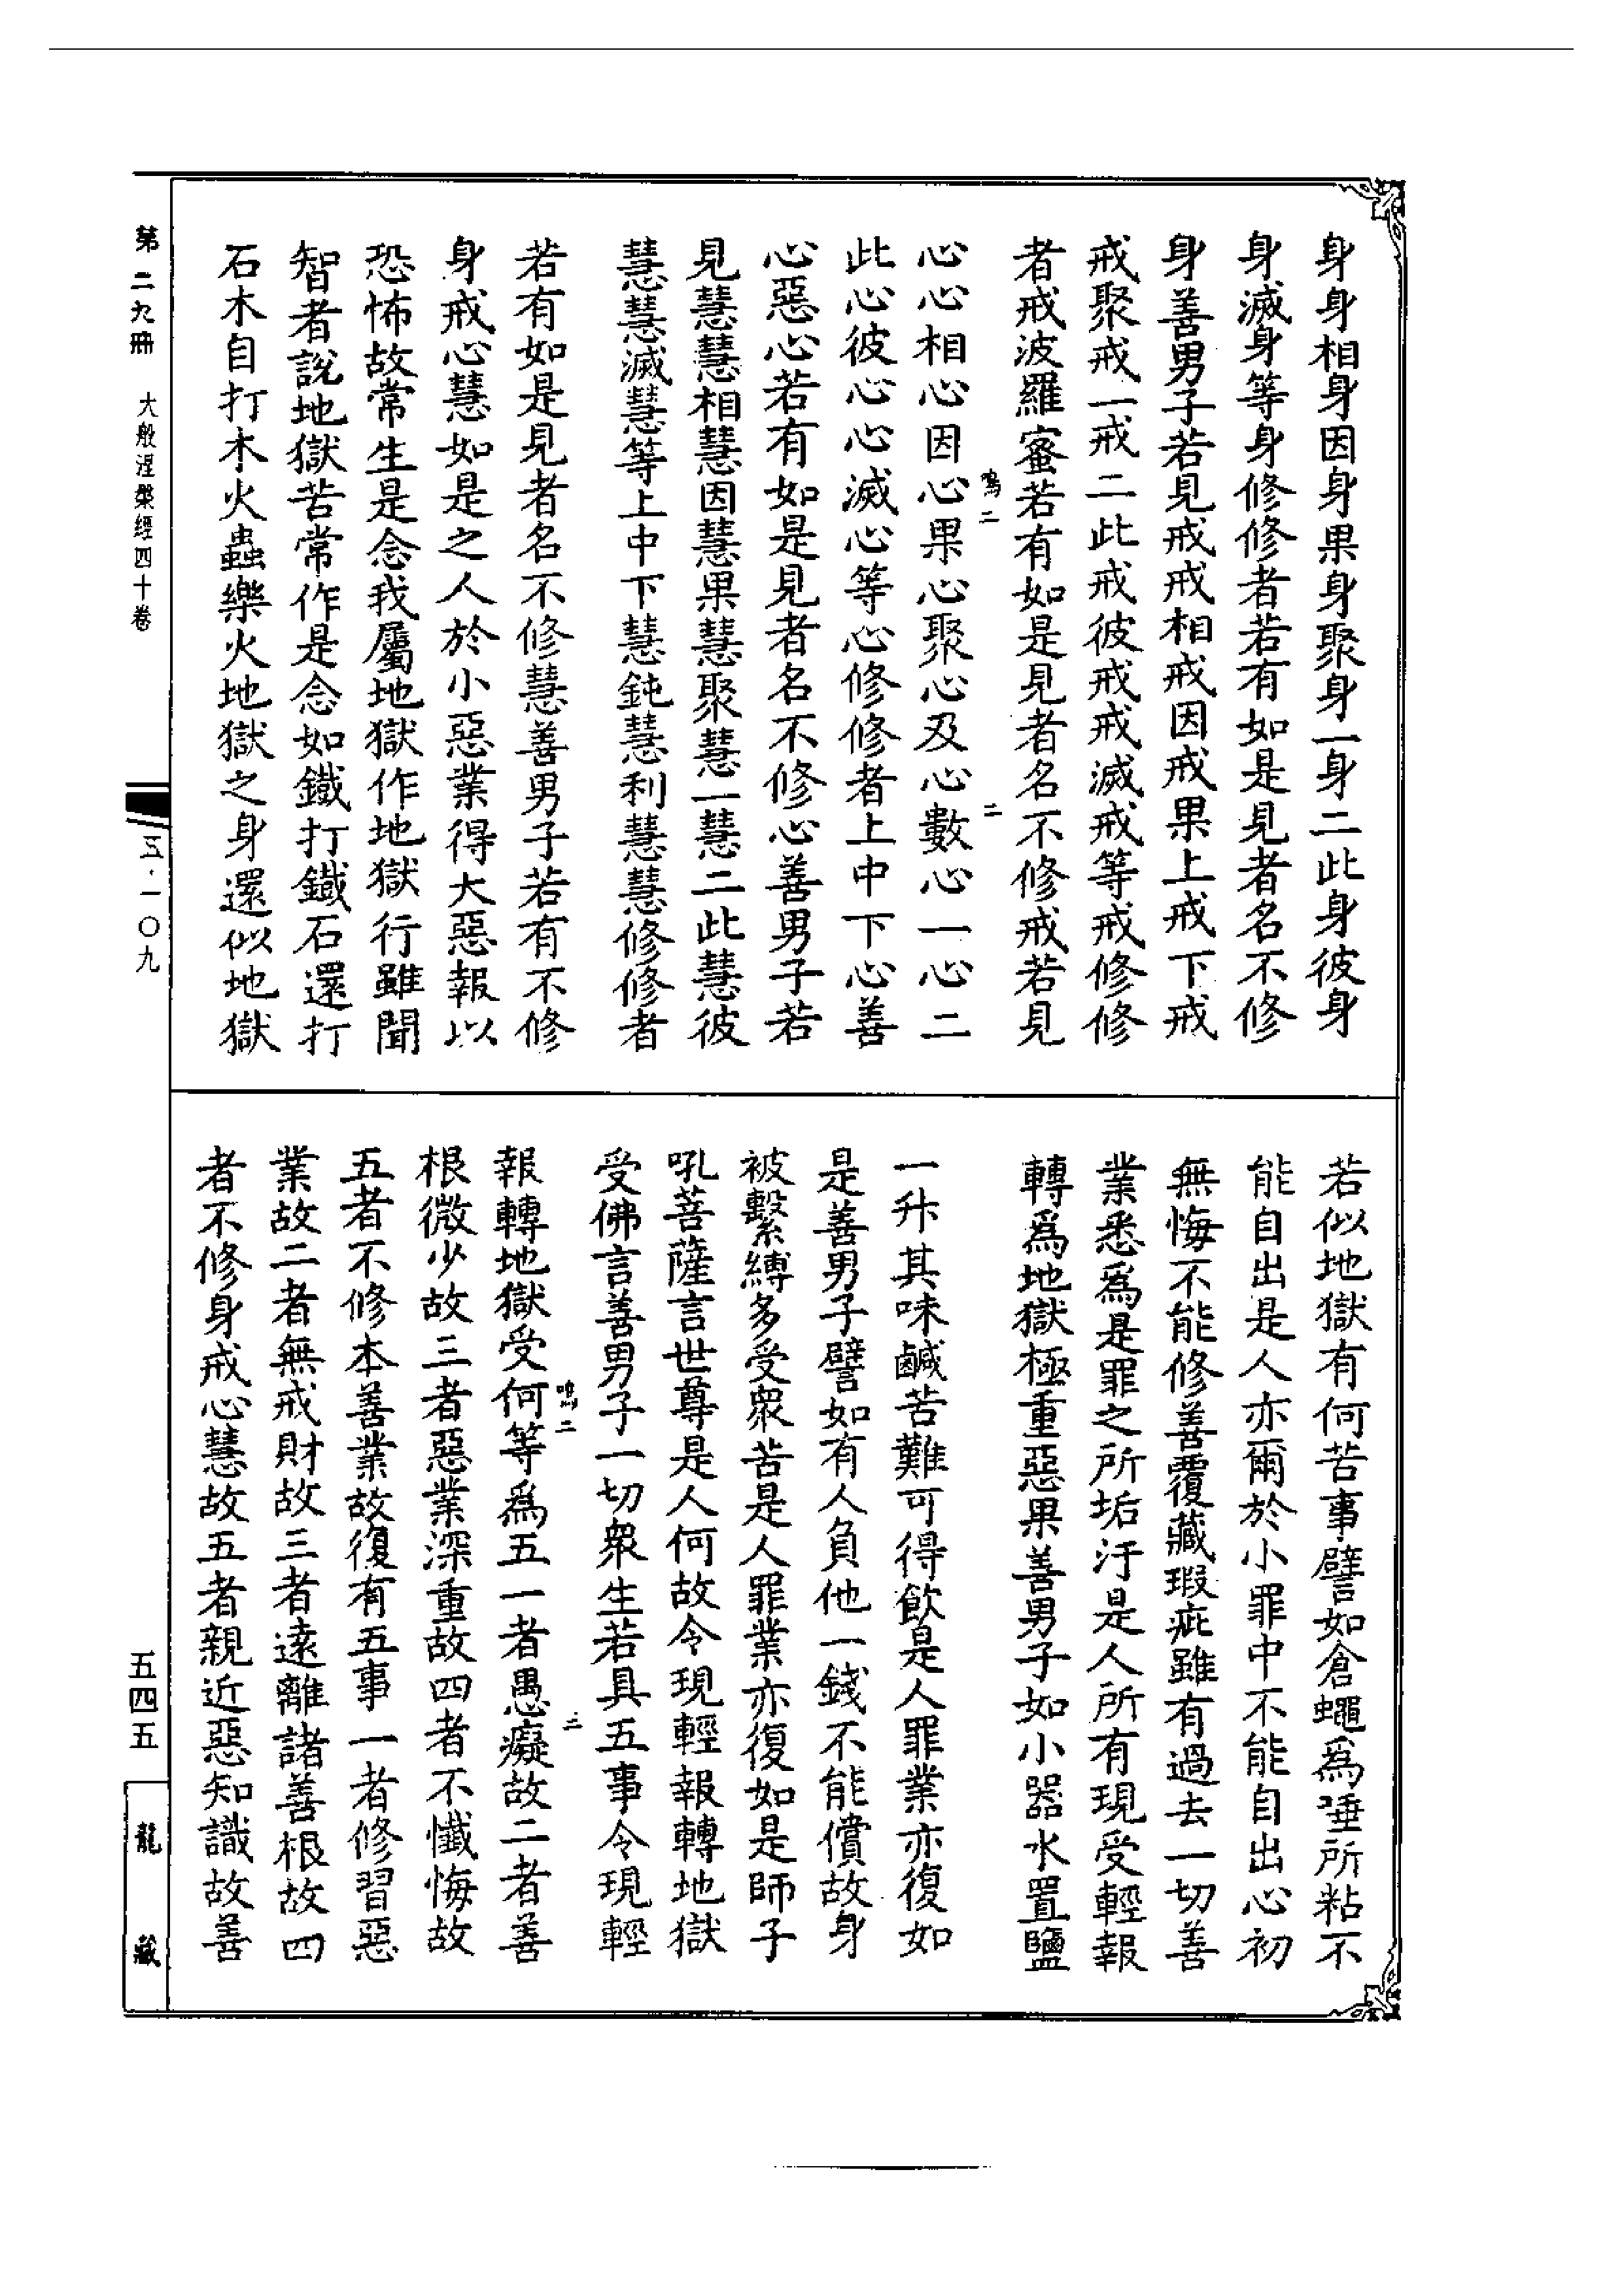 身身相身因身果身聚身一身二此身彼身
身滅身等身修修者若有如是見者名不修
身善男子若見戒戒相戒因戒果上戒下戒
戒聚戒一戒二此戒彼戒戒滅戒等戒修修
者戒波羅蜜若有如是見者名不修戒若見
鳴二
二
心心相心因心果心聚心及心數心一心二
此心彼心心滅心等心修修者上中下心善
心惡心若有如是見者名不修心善男子若
見慧慧相慧因慧果慧聚慧一慧二此慧彼
慧慧滅慧等上中下慧鈍慧利慧慧修修者
若有如是見者名不修慧善男子若有不修
身戒心慧如是之人於小惡業得大惡報以
恐怖故常生是念我屬地獄作地獄行雖聞
智者說地獄苦常作是念如鐵打鐵石還打
石木自打木火蟲樂火地獄之身還似地獄
若似地獄有何苦事譬如倉蠅為唾所粘不
能自出是人亦爾於小罪中不能自出心初
無悔不能修善覆藏瑕疵雖有過去一切善
業悉爲是罪之所垢汙是人所有現受輕報
轉爲地獄極重惡果善男子如小器水置鹽
一升其味鹹苦難可得飲是人罪業亦復如
是善男子譬如有人負他一錢不能償故身
被繫縛多受衆苦是人罪業亦復如是師子
吼菩薩言世尊是人何故令現輕報轉地獄
受佛言善男子一切衆生若具五事令現輕
鳴二
三
報轉地獄受何等爲五一者愚癡故二者善
根微少故三者惡業深重故四者不懺悔故
五者不修本善業故復有五事一者修習惡
業故二者無戒財故三者遠離諸善根故四
者不修身戒心慧故五者親近惡知識故善
第二九冊 大般涅槃經四十卷
五·一〇九
五四五
龍藏